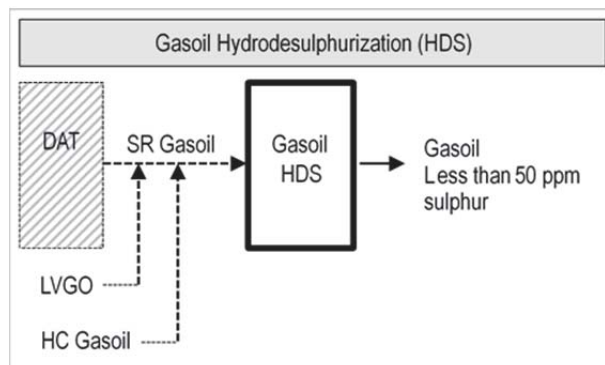 Gasoil Hydrodesulphurization (HDS)
DAT
SR Gasoil
Gasoil
HDS
Gasoil
Less than 50 ppm
sulphur
LVGO
HC Gasoil